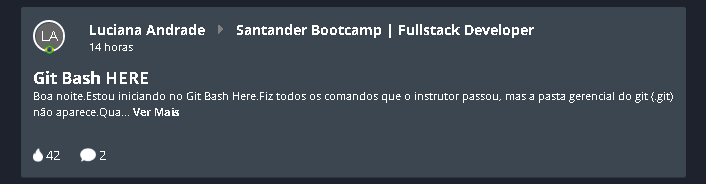 LA
Luciana Andrade Santander Bootcamp | Fullstack Developer
14 horas
Git Bash HERE
Boa noite.Estou iniciando no Git Bash Here.Fiz todos os comandos que o instrutor passou, mas a pasta gerencial do git (.git)
não aparece.Qua... Ver Mais
42 2